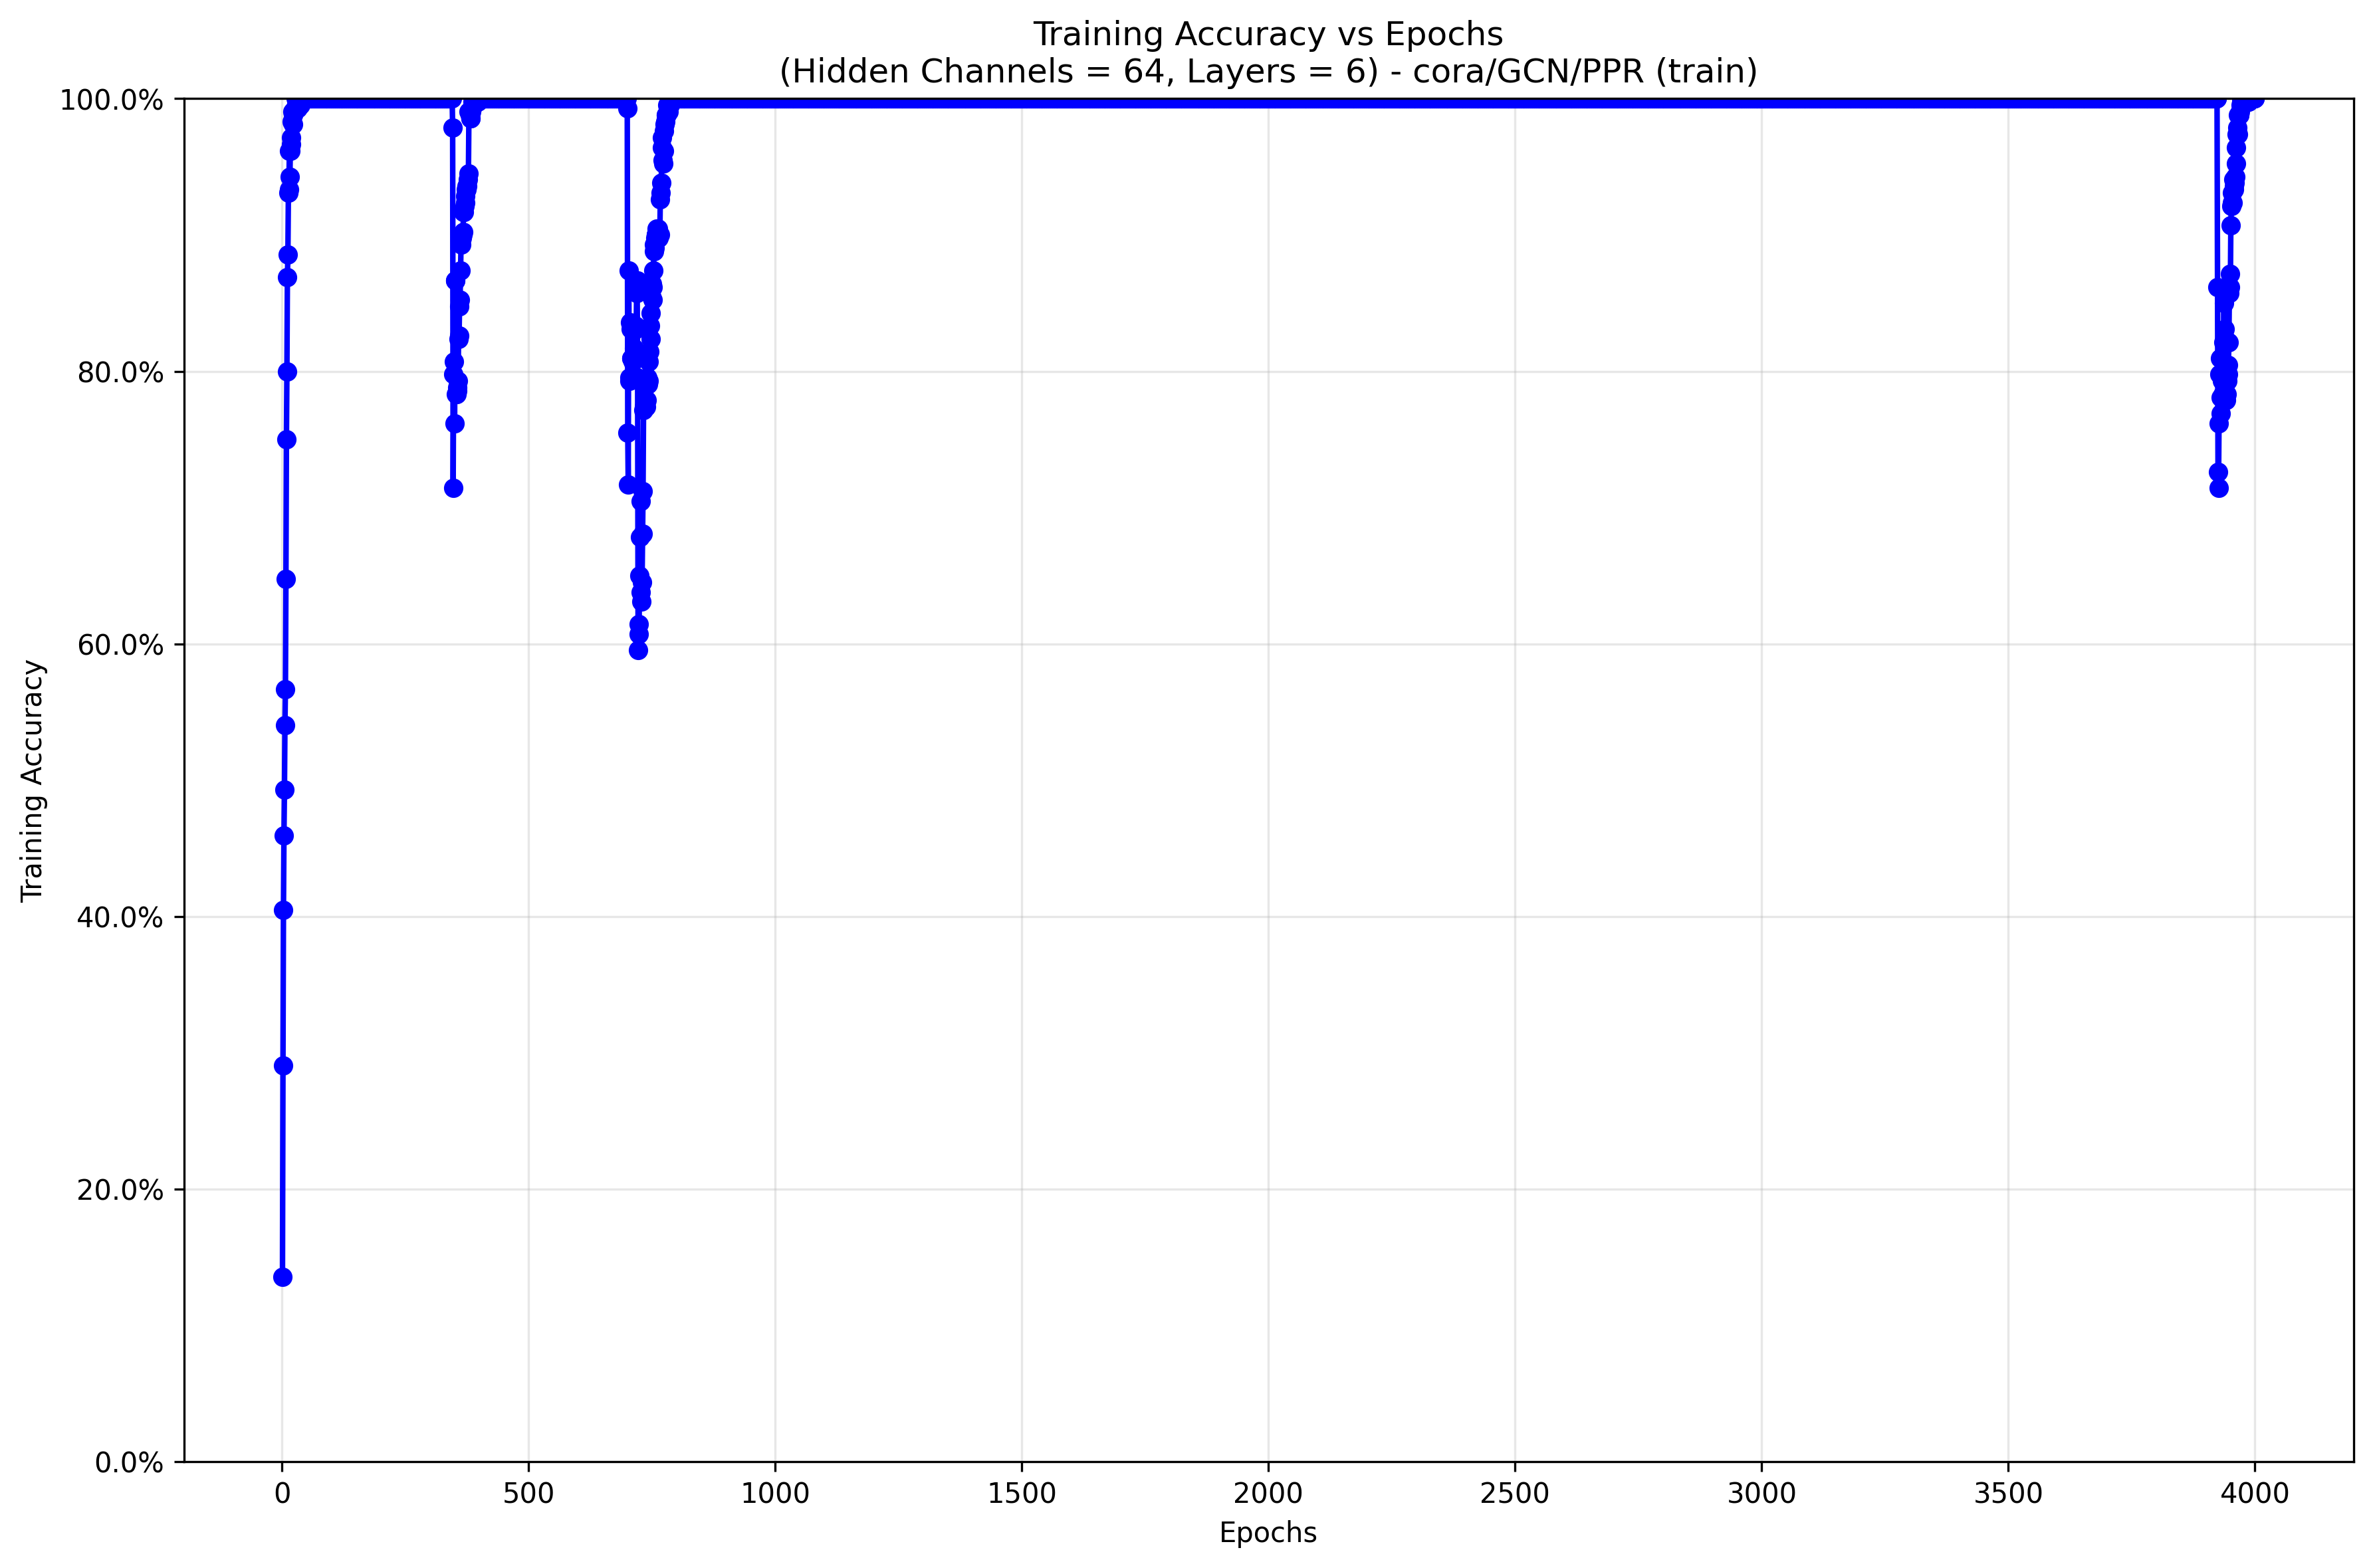 Training Accuracy vs Epochs
(Hidden Channels = 64, Layers = 6) - cora/GCN/PPR (train)
100.0%
80.0%
60.0%
40.0%
20.0%
0.0%
Training Accuracy
0 500 1000 1500 2000 2500 3000 3500 4000
Epochs